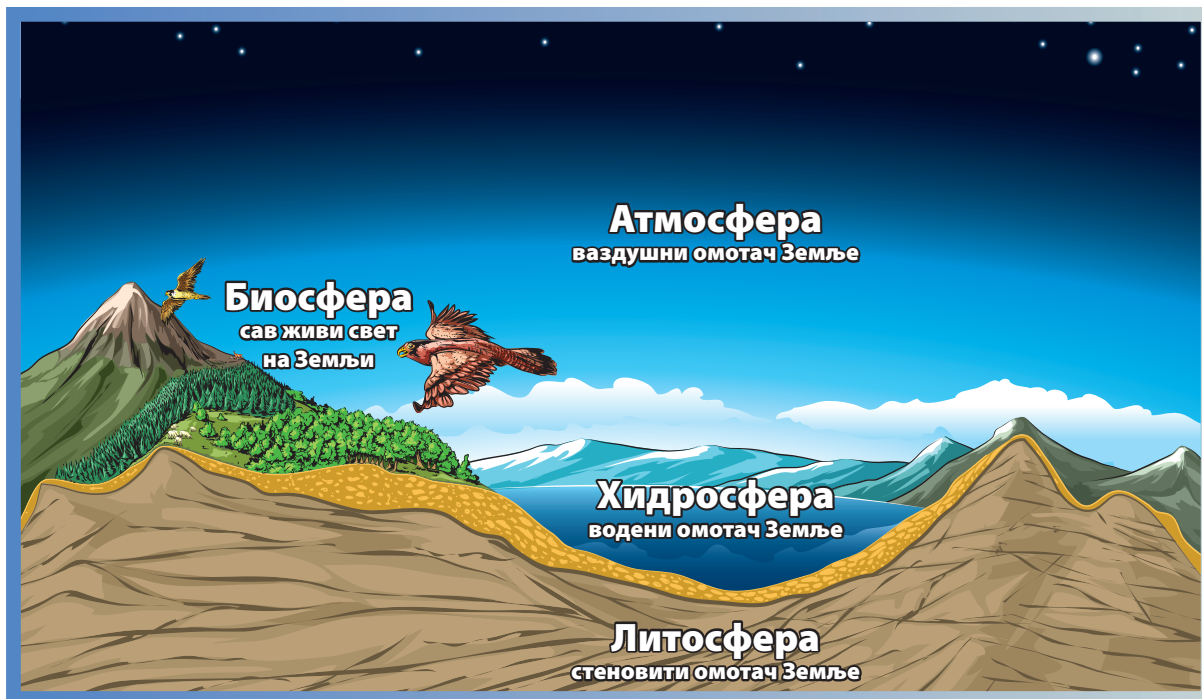 Атмосфера
ваздушни омотач Земље
Биосфера
сав живи свет
на Земљи
Хидросфера
водени омотач Земље
Литосфера
стеновити омотач Земље